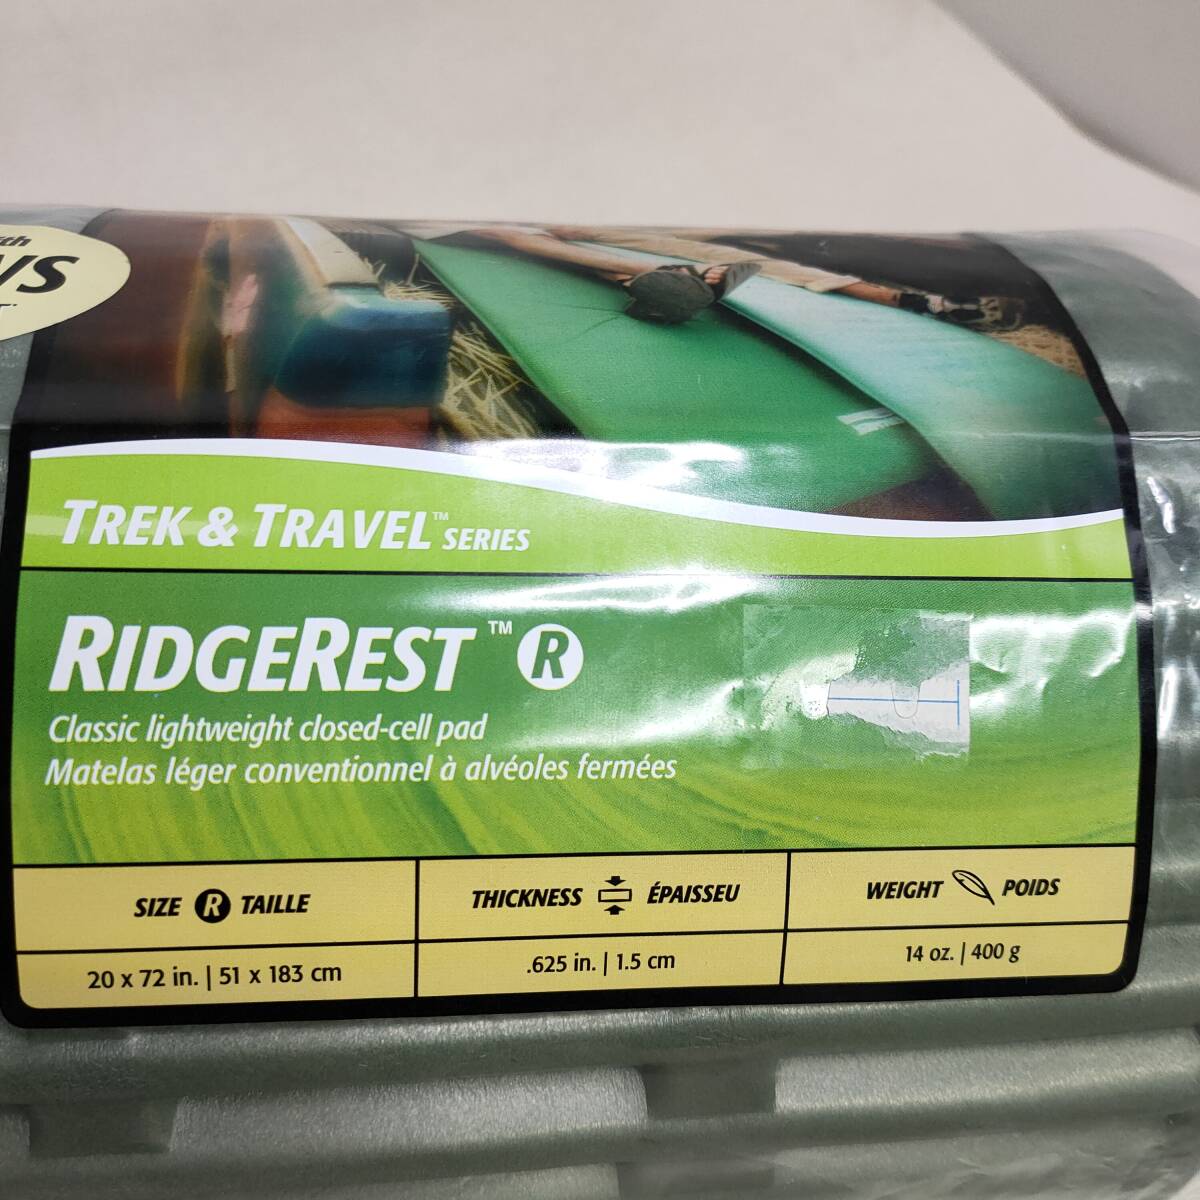 TREK & TRAVEL™ SERIES
RIDGEREST™ R
Classic lightweight closed-cell pad
Matelas léger conventionnel à alvéoles fermées
SIZE R TAILLE
THICKNESS ÉPAISSEU
WEIGHT POIDS
20 x 72 in. | 51 x 183 cm
.625 in. | 1.5 cm
14 oz. | 400 g